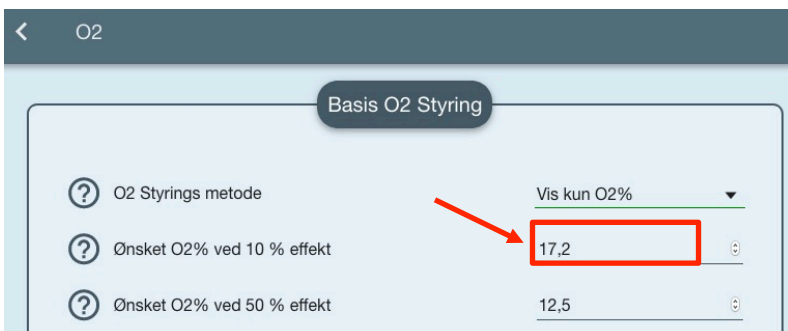 O2
Basis O2 Styring
O2 Styrings metode Vis kun O2%
Ønsket O2% ved 10 % effekt 17,2
Ønsket O2% ved 50 % effekt 12,5